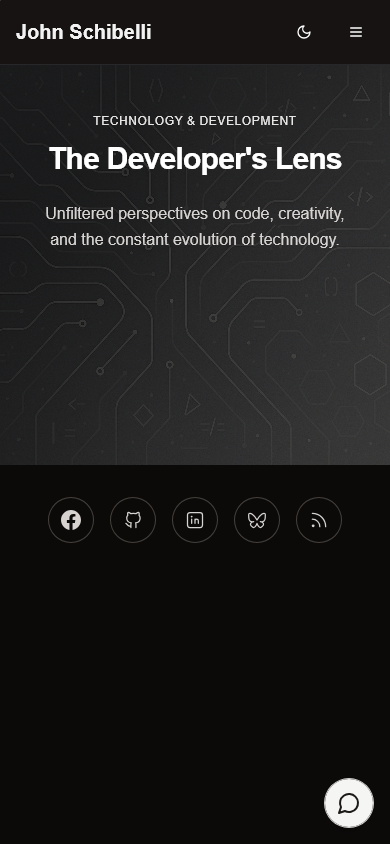 John Schibelli
TECHNOLOGY & DEVELOPMENT
The Developer's Lens
Unfiltered perspectives on code, creativity,
and the constant evolution of technology.